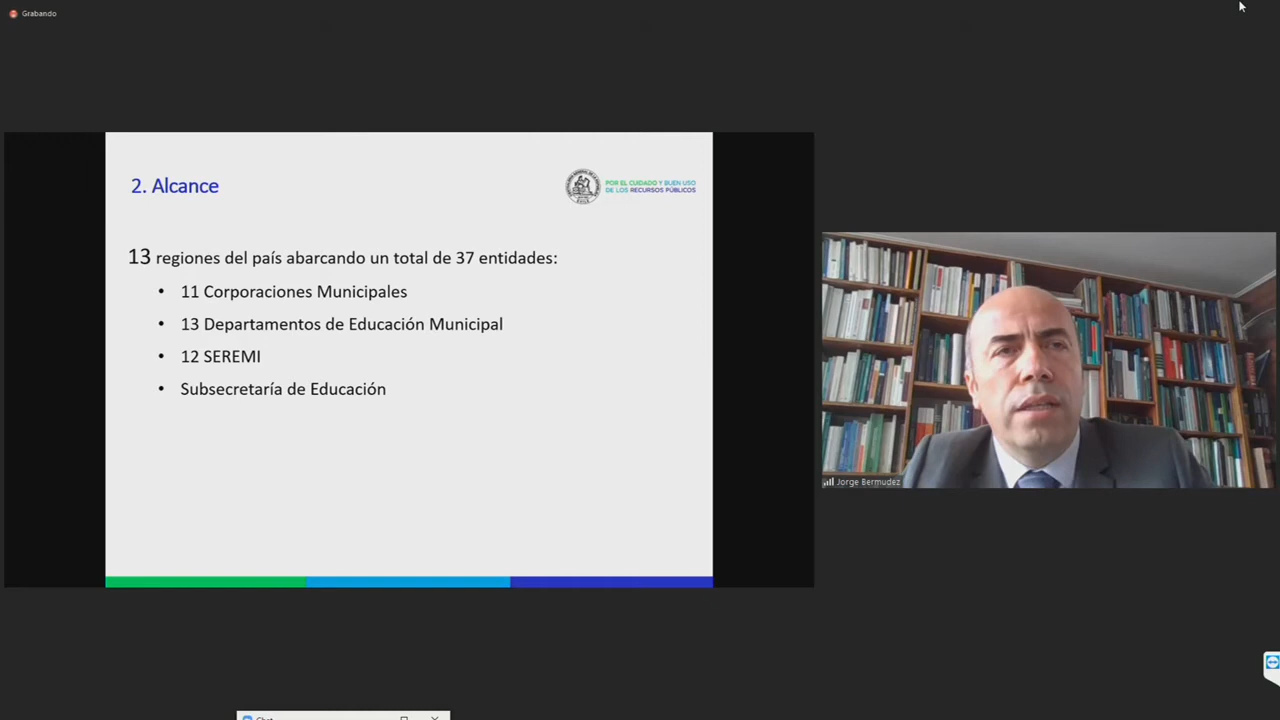 Grabando
2. Alcance
POR EL CUIDADO Y BUEN USO
DE LOS RECURSOS PÚBLICOS
13 regiones del país abarcando un total de 37 entidades:
• 11 Corporaciones Municipales
• 13 Departamentos de Educación Municipal
• 12 SEREMI
• Subsecretaría de Educación
Jorge Bermudez